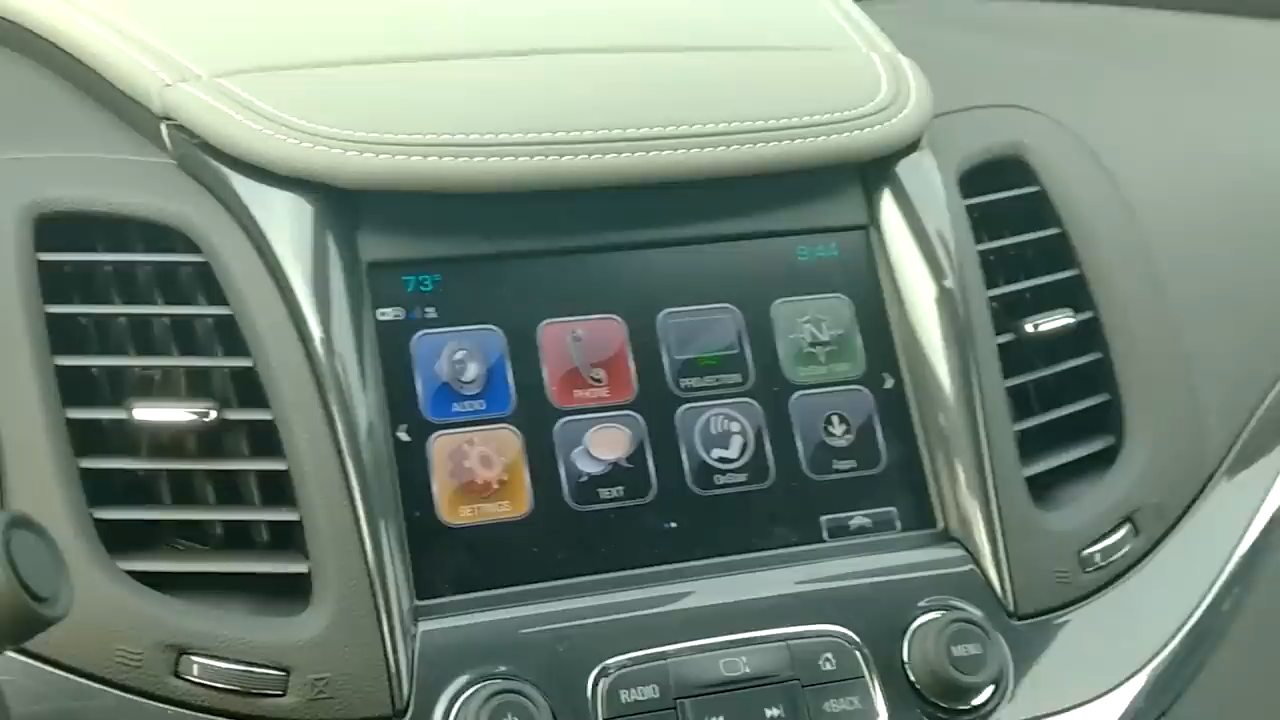 73°
9:44
AUDIO
PHONE
PROJECTION
N
SETTINGS
TEXT
OnStar
Apps
MENU
RADIO
BACK